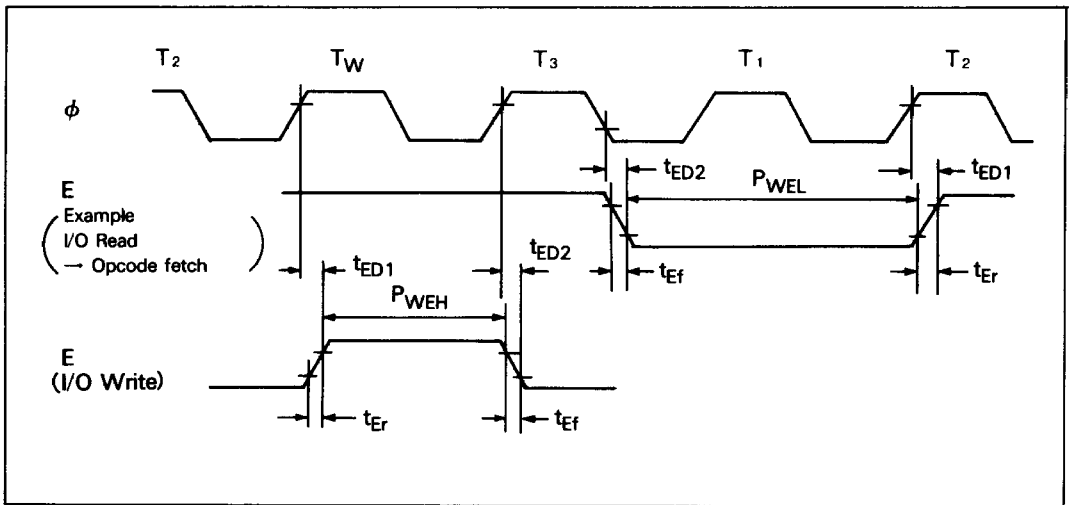 T2 TW T3 T1 T2
ϕ
tED2 tED1
PWEL
E
Example
I/O Read
→ Opcode fetch
tED1 tED2 tEf tEr
PWEH
E
(I/O Write)
tEr tEf